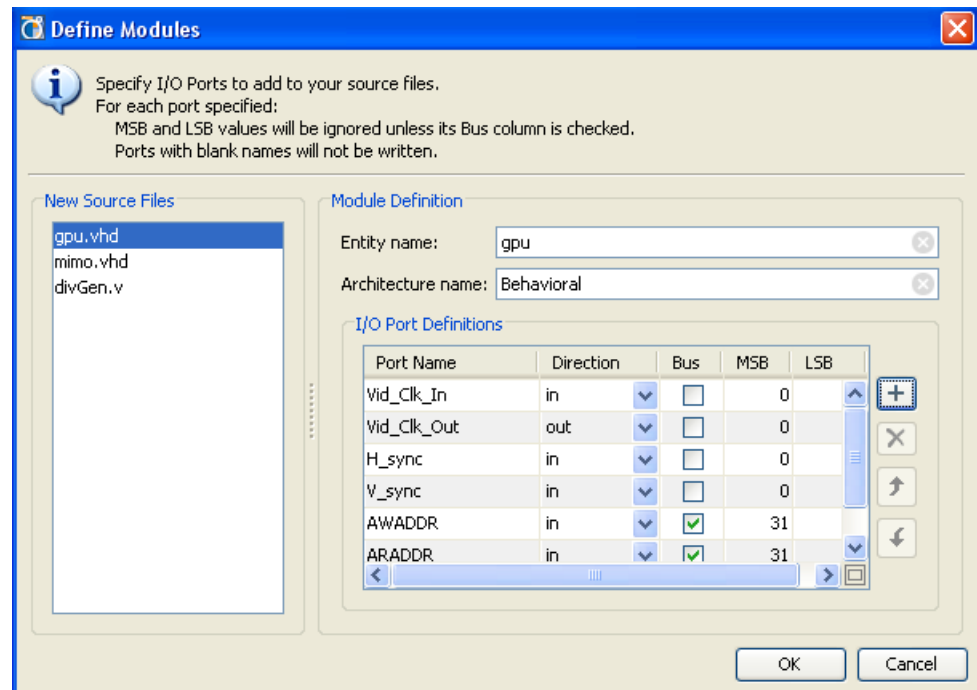 Define Modules
Specify I/O Ports to add to your source files.
For each port specified:
MSB and LSB values will be ignored unless its Bus column is checked.
Ports with blank names will not be written.
New Source Files
gpu.vhd
mimo.vhd
divGen.v
Module Definition
Entity name: gpu
Architecture name: Behavioral
I/O Port Definitions
Port Name Direction Bus MSB LSB
Vid_Clk_In in 0
Vid_Clk_Out out 0
H_sync in 0
V_sync in 0
AWADDR in 31
ARADDR in 31
OK Cancel